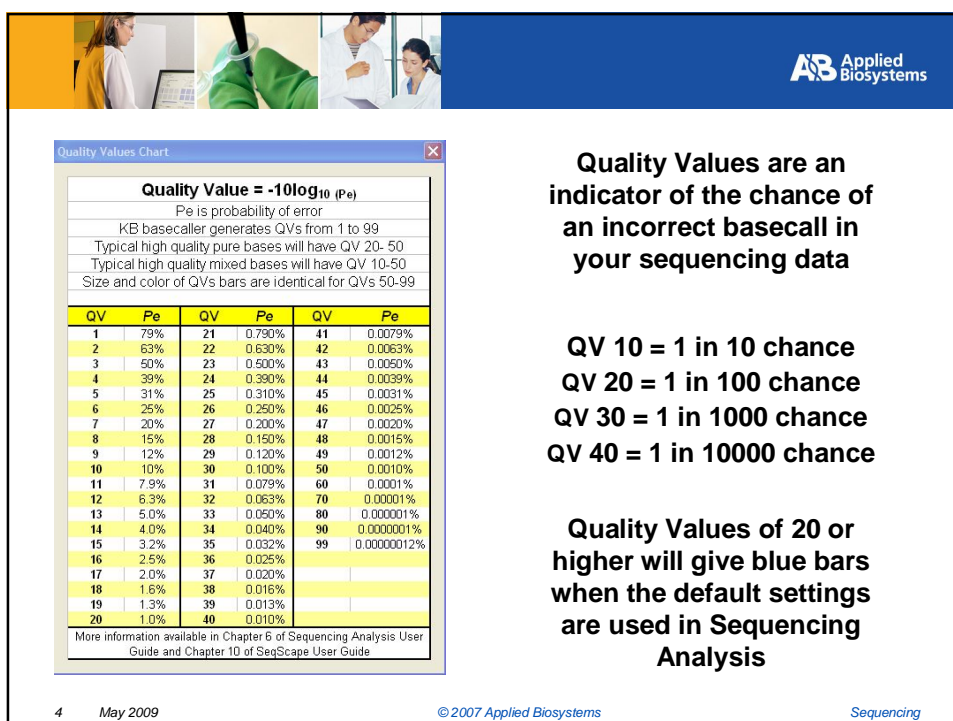 Applied
Biosystems
Quality Values Chart
Quality Value = -10log10 (Pe)
Pe is probability of error
KB basecaller generates QVs from 1 to 99
Typical high quality pure bases will have QV 20- 50
Typical high quality mixed bases will have QV 10-50
Size and color of QVs bars are identical for QVs 50-99
QV Pe QV Pe QV Pe
1 79% 21 0.790% 41 0.0079%
2 63% 22 0.630% 42 0.0063%
3 50% 23 0.500% 43 0.0050%
4 39% 24 0.390% 44 0.0039%
5 31% 25 0.310% 45 0.0031%
6 25% 26 0.250% 46 0.0025%
7 20% 27 0.200% 47 0.0020%
8 15% 28 0.150% 48 0.0015%
9 12% 29 0.120% 49 0.0012%
10 10% 30 0.100% 50 0.0010%
11 7.9% 31 0.079% 60 0.0001%
12 6.3% 32 0.063% 70 0.00001%
13 5.0% 33 0.050% 80 0.000001%
14 4.0% 34 0.040% 90 0.0000001%
15 3.2% 35 0.032% 99 0.00000012%
16 2.5% 36 0.025%
17 2.0% 37 0.020%
18 1.6% 38 0.016%
19 1.3% 39 0.013%
20 1.0% 40 0.010%
More information available in Chapter 6 of Sequencing Analysis User
Guide and Chapter 10 of SeqScape User Guide
Quality Values are an
indicator of the chance of
an incorrect basecall in
your sequencing data
QV 10 = 1 in 10 chance
QV 20 = 1 in 100 chance
QV 30 = 1 in 1000 chance
QV 40 = 1 in 10000 chance
Quality Values of 20 or
higher will give blue bars
when the default settings
are used in Sequencing
Analysis
4 May 2009 © 2007 Applied Biosystems Sequencing